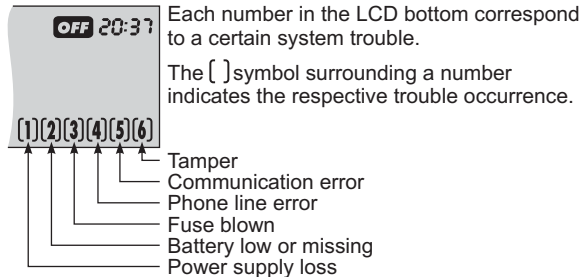 OFF 20:37
Each number in the LCD bottom correspond
to a certain system trouble.
The [ ] symbol surrounding a number
indicates the respective trouble occurrence.
[1][2][3][4][5][6]
Tamper
Communication error
Phone line error
Fuse blown
Battery low or missing
Power supply loss